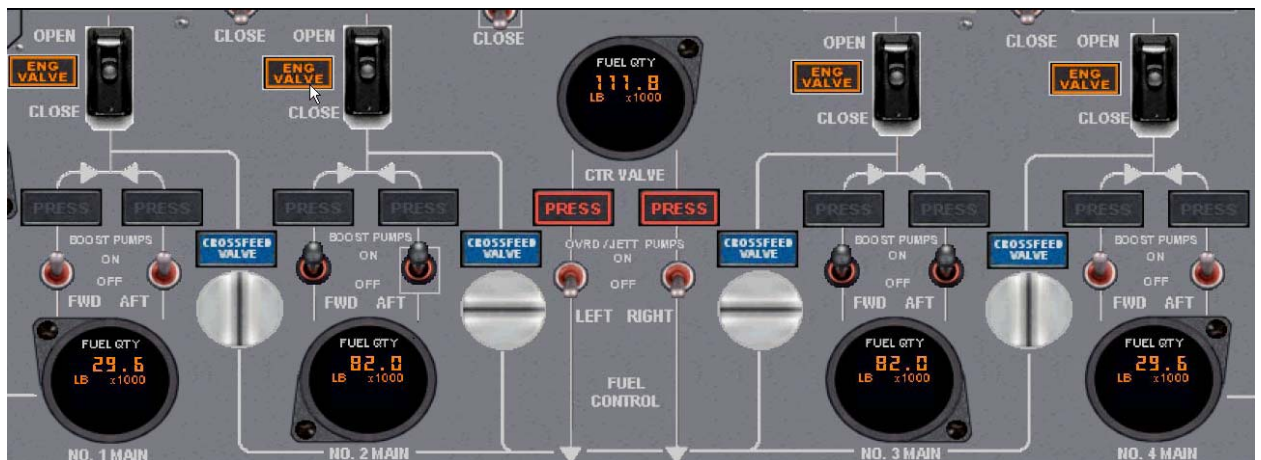 CLOSE
CLOSE
CLOSE
OPEN
ENG
VALVE
CLOSE
OPEN
ENG
VALVE
CLOSE
FUEL QTY
111.8
LB x1000
CTR VALVE
OPEN
ENG
VALVE
CLOSE
OPEN
ENG
VALVE
CLOSE
PRESS PRESS
PRESS PRESS
PRESS PRESS
PRESS PRESS
PRESS PRESS
BOOST PUMPS
ON
OFF
FWD AFT
CROSSFEED
VALVE
BOOST PUMPS
ON
OFF
FWD AFT
CROSSFEED
VALVE
OVRD/JETT PUMPS
ON
OFF
LEFT RIGHT
CROSSFEED
VALVE
BOOST PUMPS
ON
OFF
FWD AFT
CROSSFEED
VALVE
BOOST PUMPS
ON
OFF
FWD AFT
FUEL QTY
29.6
LB x1000
NO. 1 MAIN
FUEL QTY
82.0
LB x1000
NO. 2 MAIN
FUEL
CONTROL
FUEL QTY
82.0
LB x1000
NO. 3 MAIN
FUEL QTY
29.6
LB x1000
NO. 4 MAIN